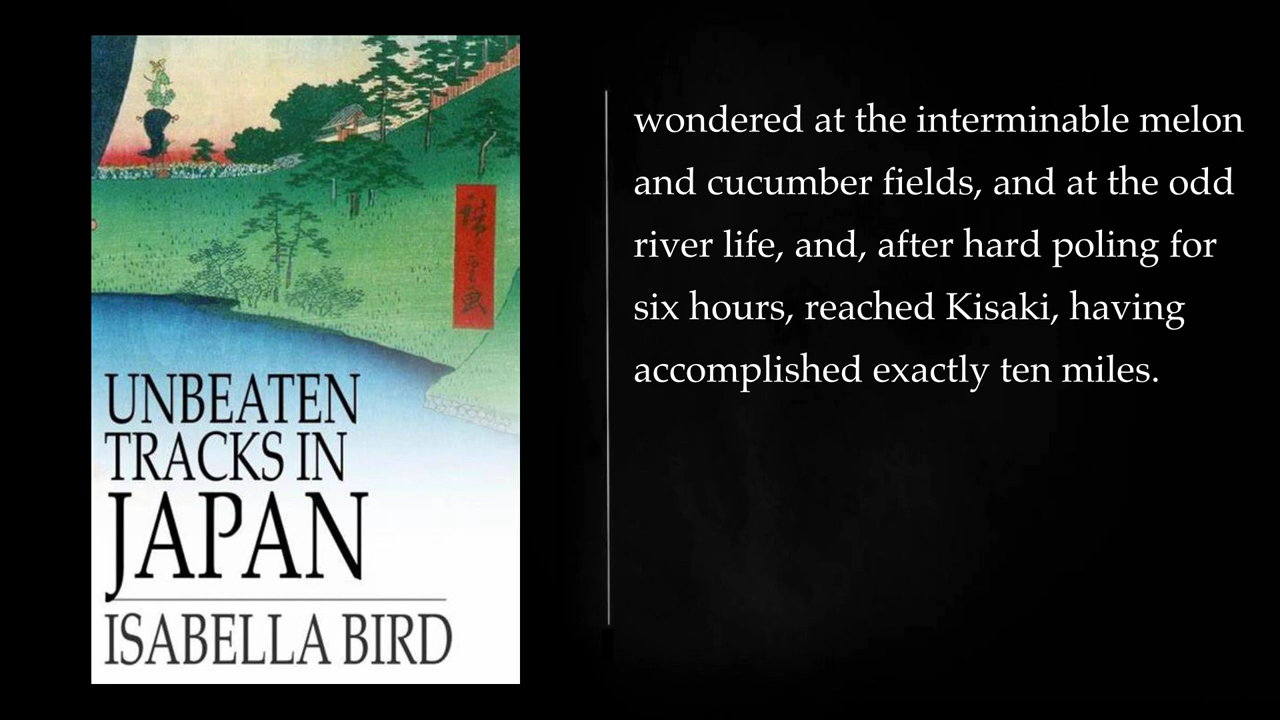 UNBEATEN
TRACKS IN
JAPAN
ISABELLA BIRD
wondered at the interminable melon
and cucumber fields, and at the odd
river life, and, after hard poling for
six hours, reached Kisaki, having
accomplished exactly ten miles.